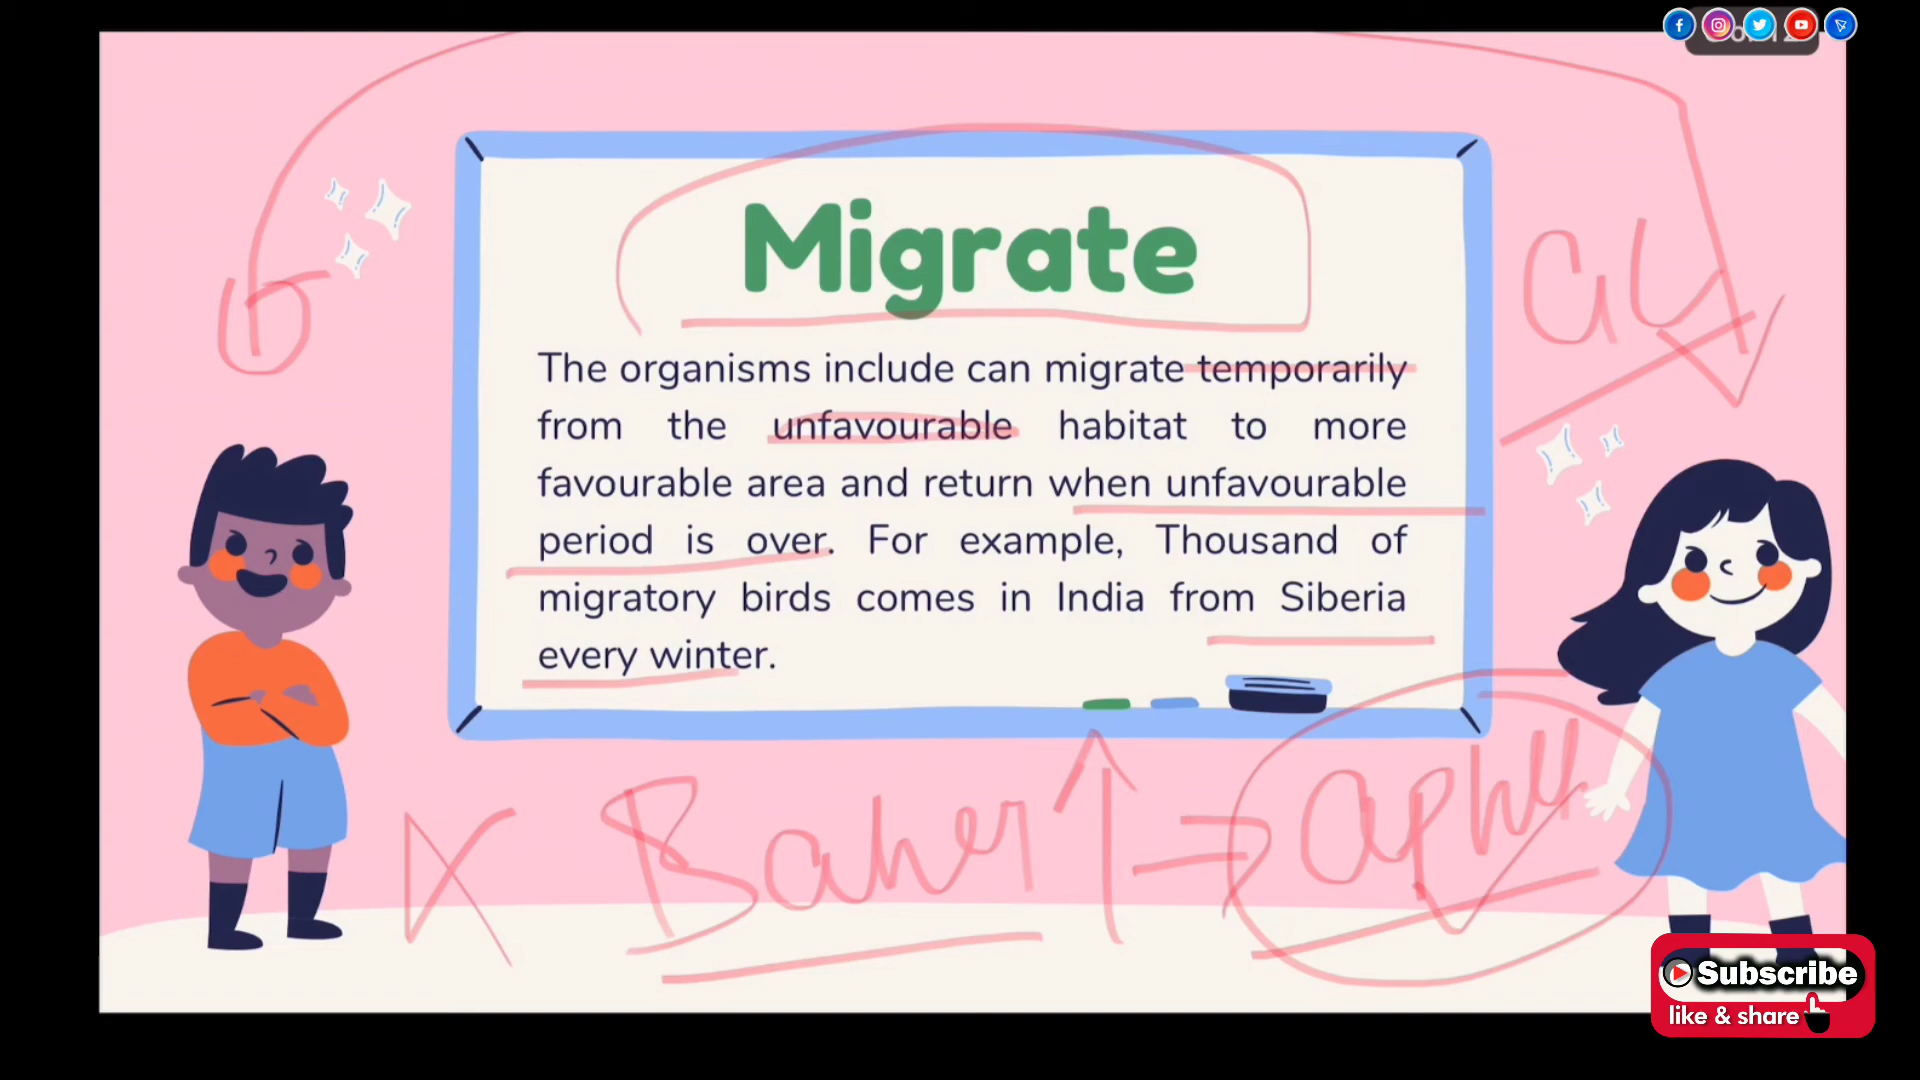 Migrate
The organisms include can migrate temporarily
from the unfavourable habitat to more
favourable area and return when unfavourable
period is over. For example, Thousand of
migratory birds comes in India from Siberia
every winter.
Subscribe
like & share